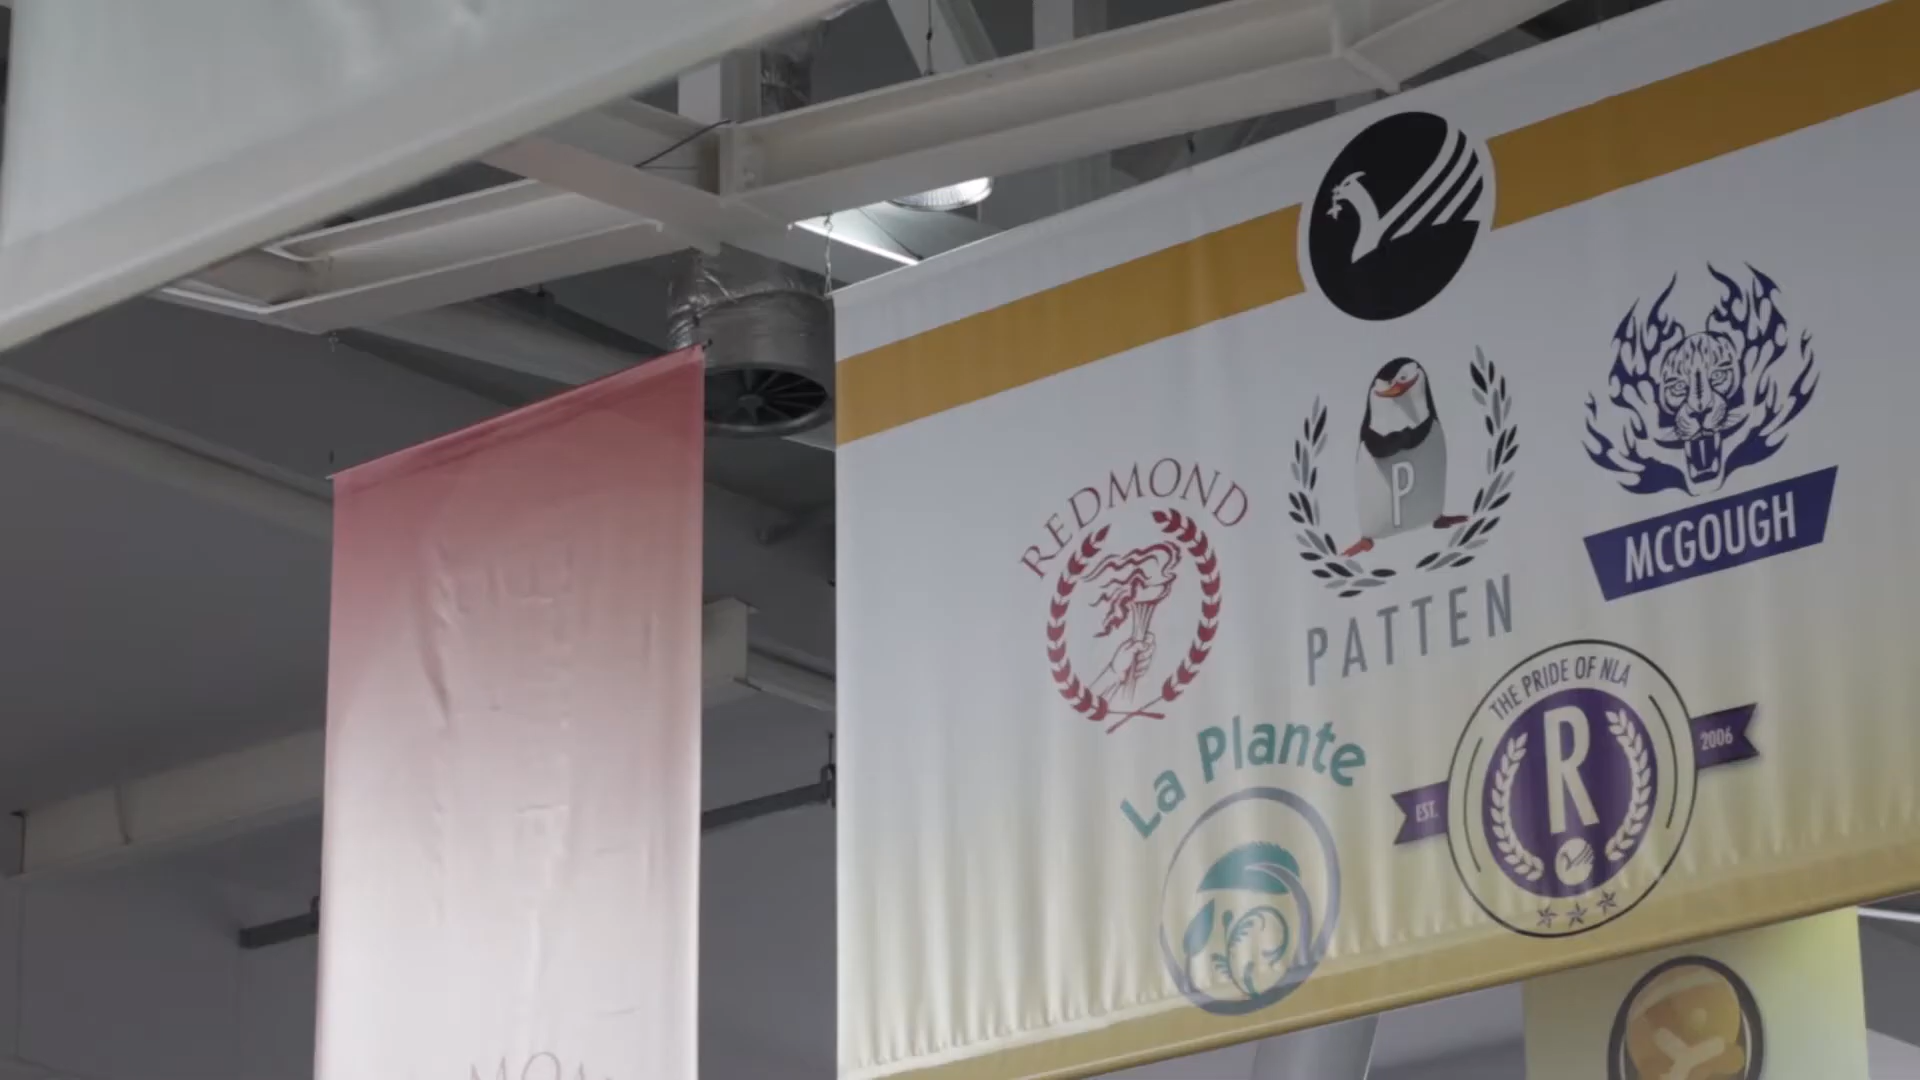 REDMOND
P
PATTEN
MCGOUGH
La Plante
THE PRIDE OF NLA
EST.
R
2006